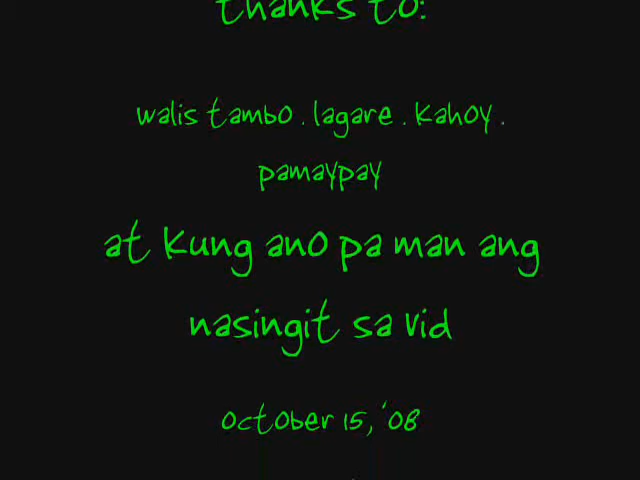 thanks to:
walis tambo . lagare . kahoy .
pamaypay
at kung ano pa man ang
nasingit sa vid
october 15, '08